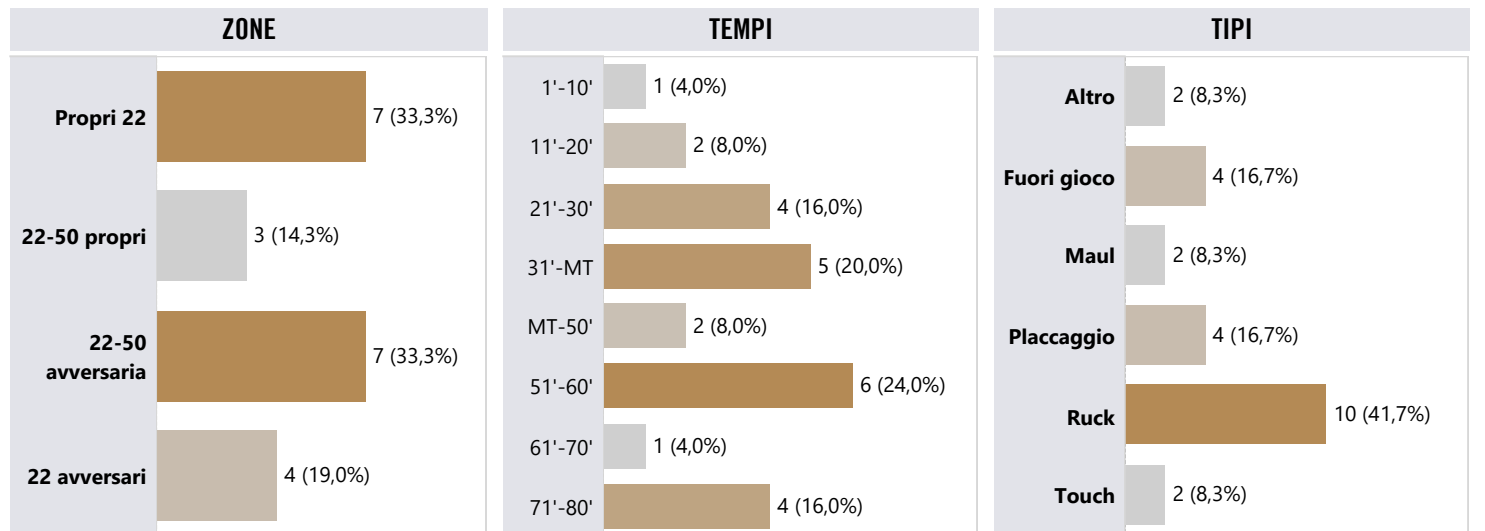 ZONE
Propri 22
7 (33,3%)
22-50 propri
3 (14,3%)
22-50
avversaria
7 (33,3%)
22 avversari
4 (19,0%)
TEMPI
1'-10'
1 (4,0%)
11'-20'
2 (8,0%)
21'-30'
4 (16,0%)
31'-MT
5 (20,0%)
MT-50'
2 (8,0%)
51'-60'
6 (24,0%)
61'-70'
1 (4,0%)
71'-80'
4 (16,0%)
TIPI
Altro
2 (8,3%)
Fuori gioco
4 (16,7%)
Maul
2 (8,3%)
Placcaggio
4 (16,7%)
Ruck
10 (41,7%)
Touch
2 (8,3%)